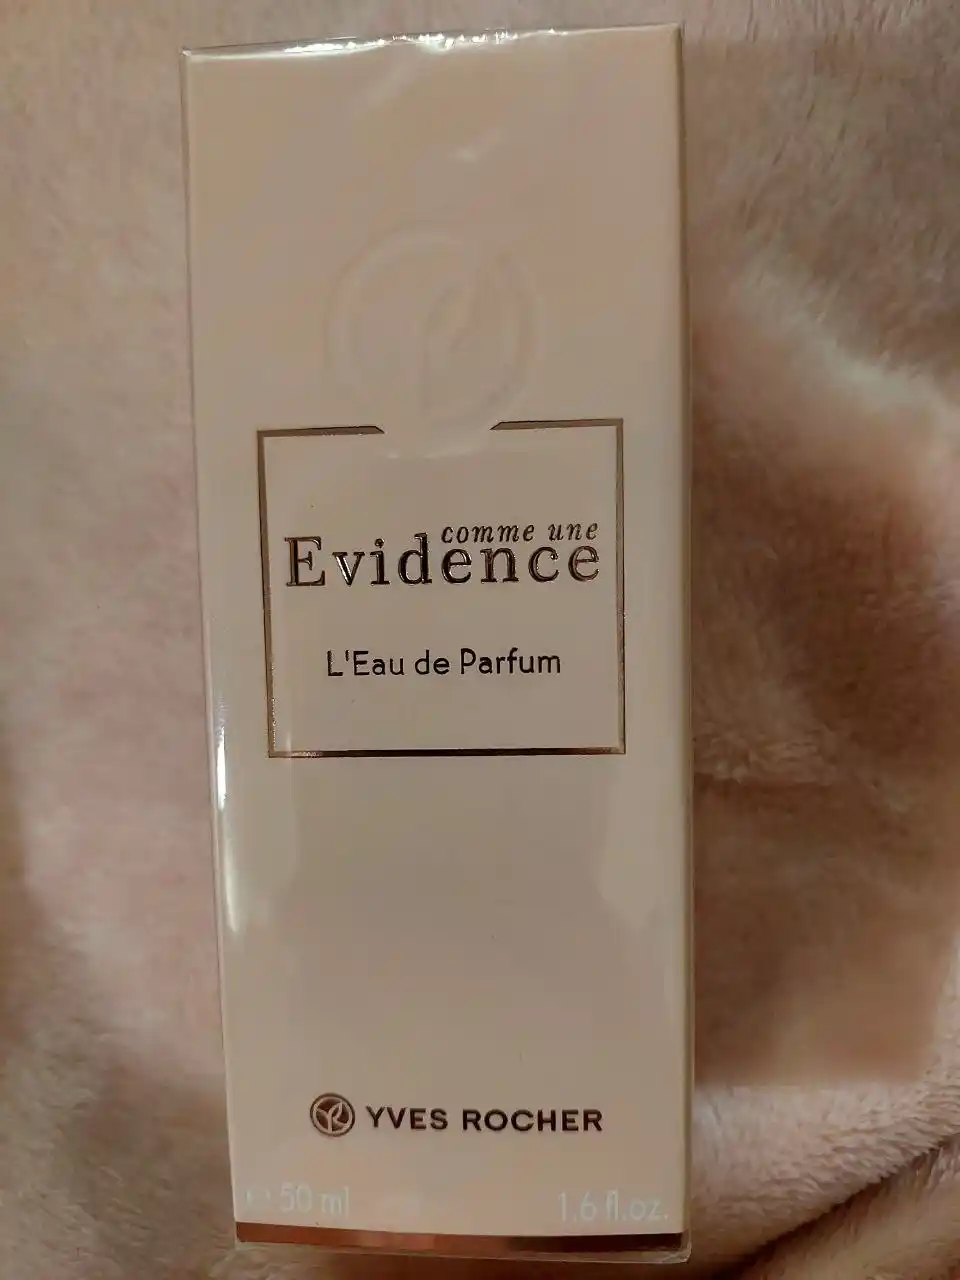 comme une
Evidence
L'Eau de Parfum
YVES ROCHER
50 ml 1.6 fl.oz.